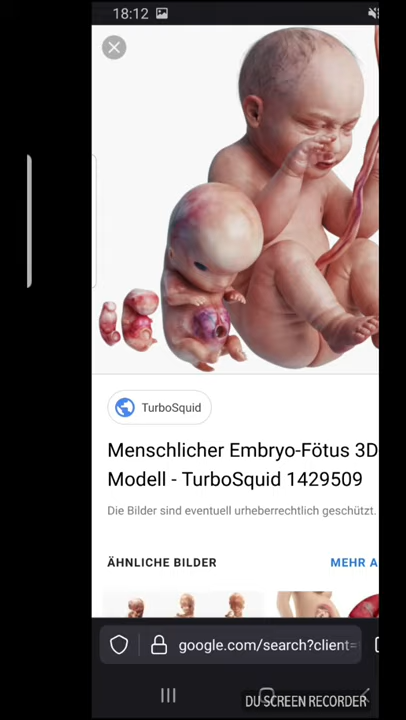 18:12
TurboSquid
Menschlicher Embryo-Fötus 3D
Modell - TurboSquid 1429509
Die Bilder sind eventuell urheberrechtlich geschützt.
ÄHNLICHE BILDER
MEHR A
google.com/search?client=
DU SCREEN RECORDER